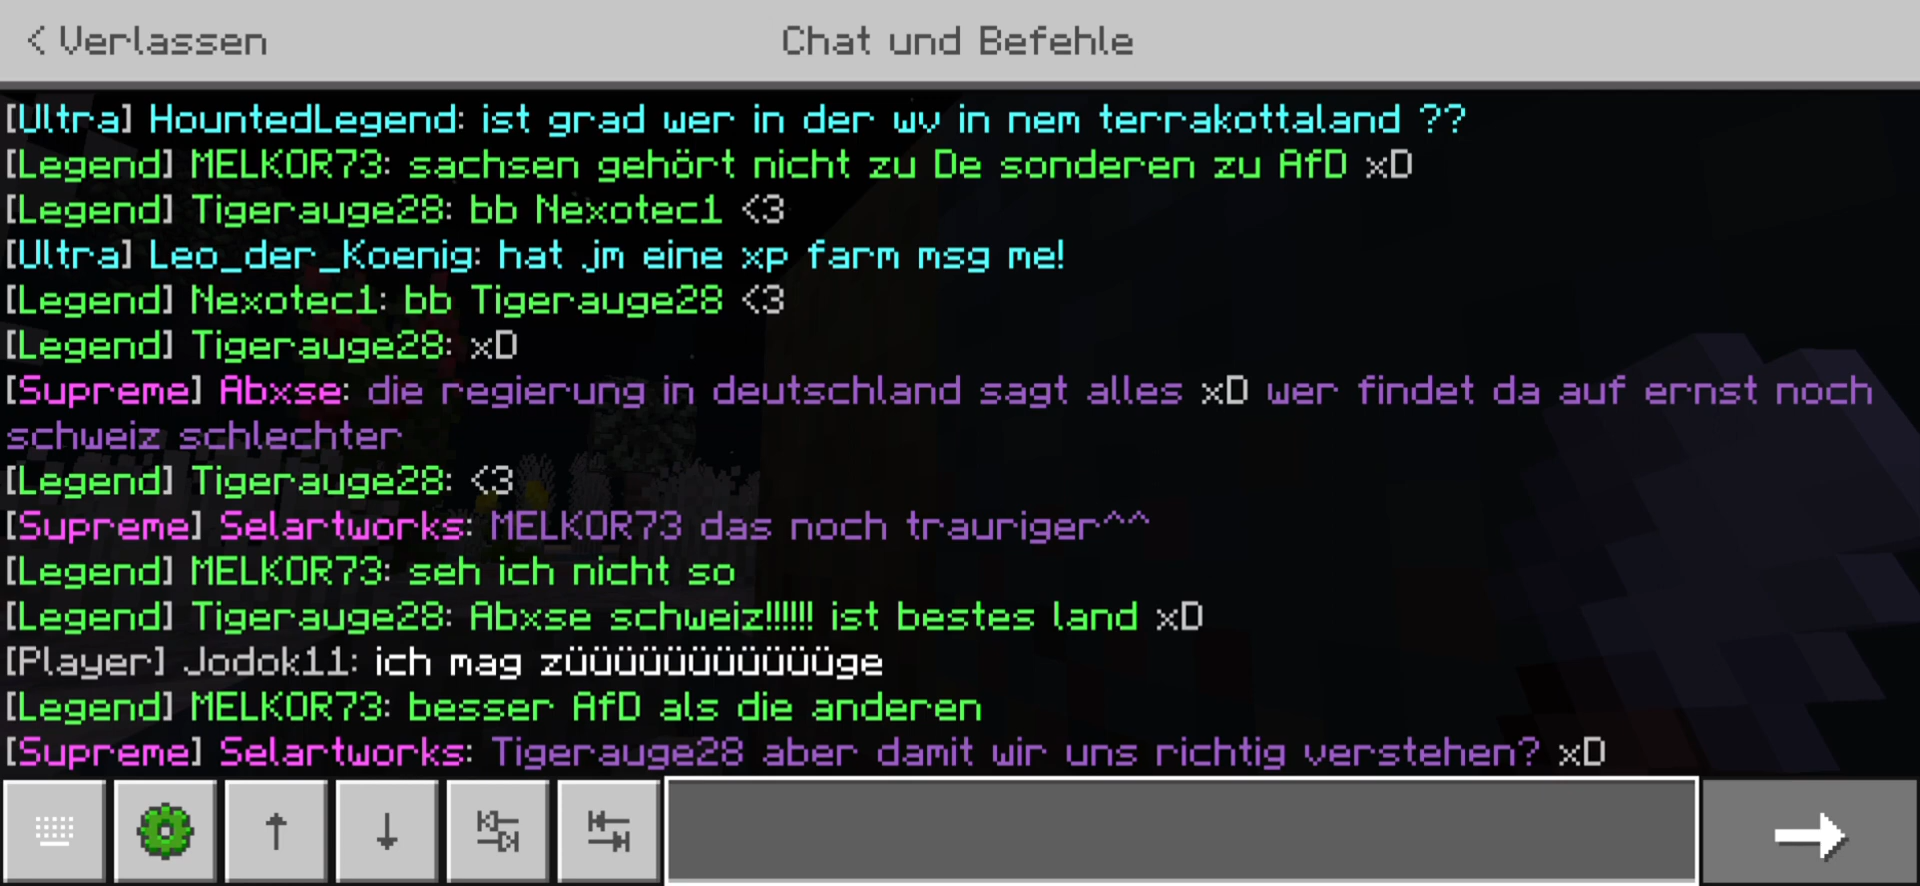 < Verlassen
Chat und Befehle
[Ultra] HountedLegend: ist grad wer in der wv in nem terrakottaland ??
[Legend] MELKOR73: sachsen gehört nicht zu De sonderen zu AfD xD
[Legend] Tigerauge28: bb Nexotec1 <3
[Ultra] Leo_der_Koenig: hat jm eine xp farm msg me!
[Legend] Nexotec1: bb Tigerauge28 <3
[Legend] Tigerauge28: xD
[Supreme] Abxse: die regierung in deutschland sagt alles xD wer findet da auf ernst noch
schweiz schlechter
[Legend] Tigerauge28: <3
[Supreme] Selartworks: MELKOR73 das noch trauriger^^
[Legend] MELKOR73: seh ich nicht so
[Legend] Tigerauge28: Abxse schweiz!!!!!! ist bestes land xD
[Player] Jodok11: ich mag züüüüüüüüüüüge
[Legend] MELKOR73: besser AfD als die anderen
[Supreme] Selartworks: Tigerauge28 aber damit wir uns richtig verstehen? xD